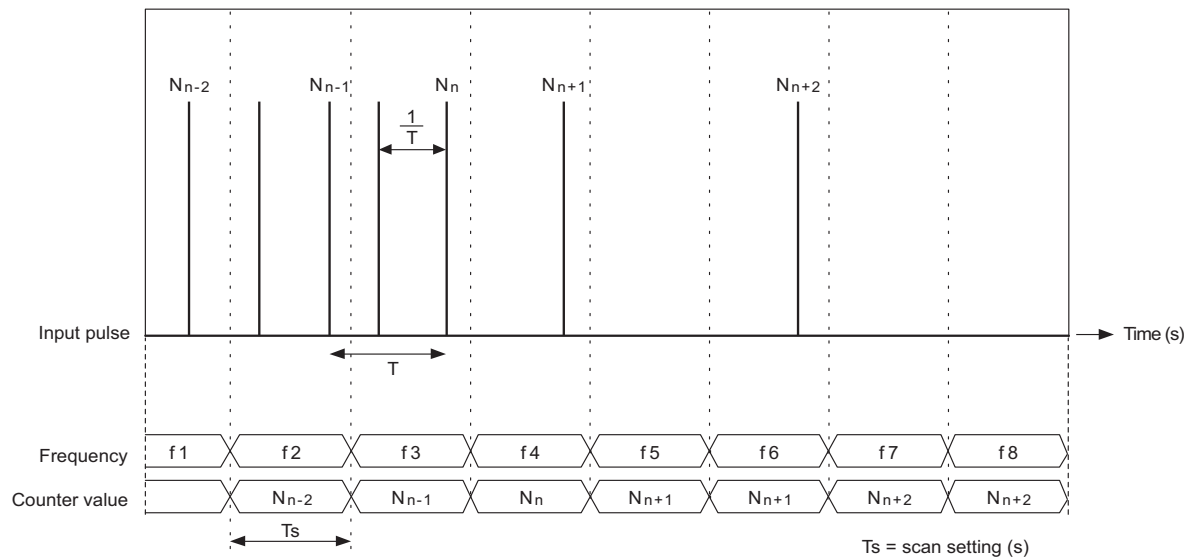 Nn-2 Nn-1 Nn Nn+1 Nn+2
1
T
Input pulse
Time (s)
T
Frequency f1 f2 f3 f4 f5 f6 f7 f8
Counter value Nn-2 Nn-1 Nn Nn+1 Nn+1 Nn+2 Nn+2
Ts
Ts = scan setting (s)